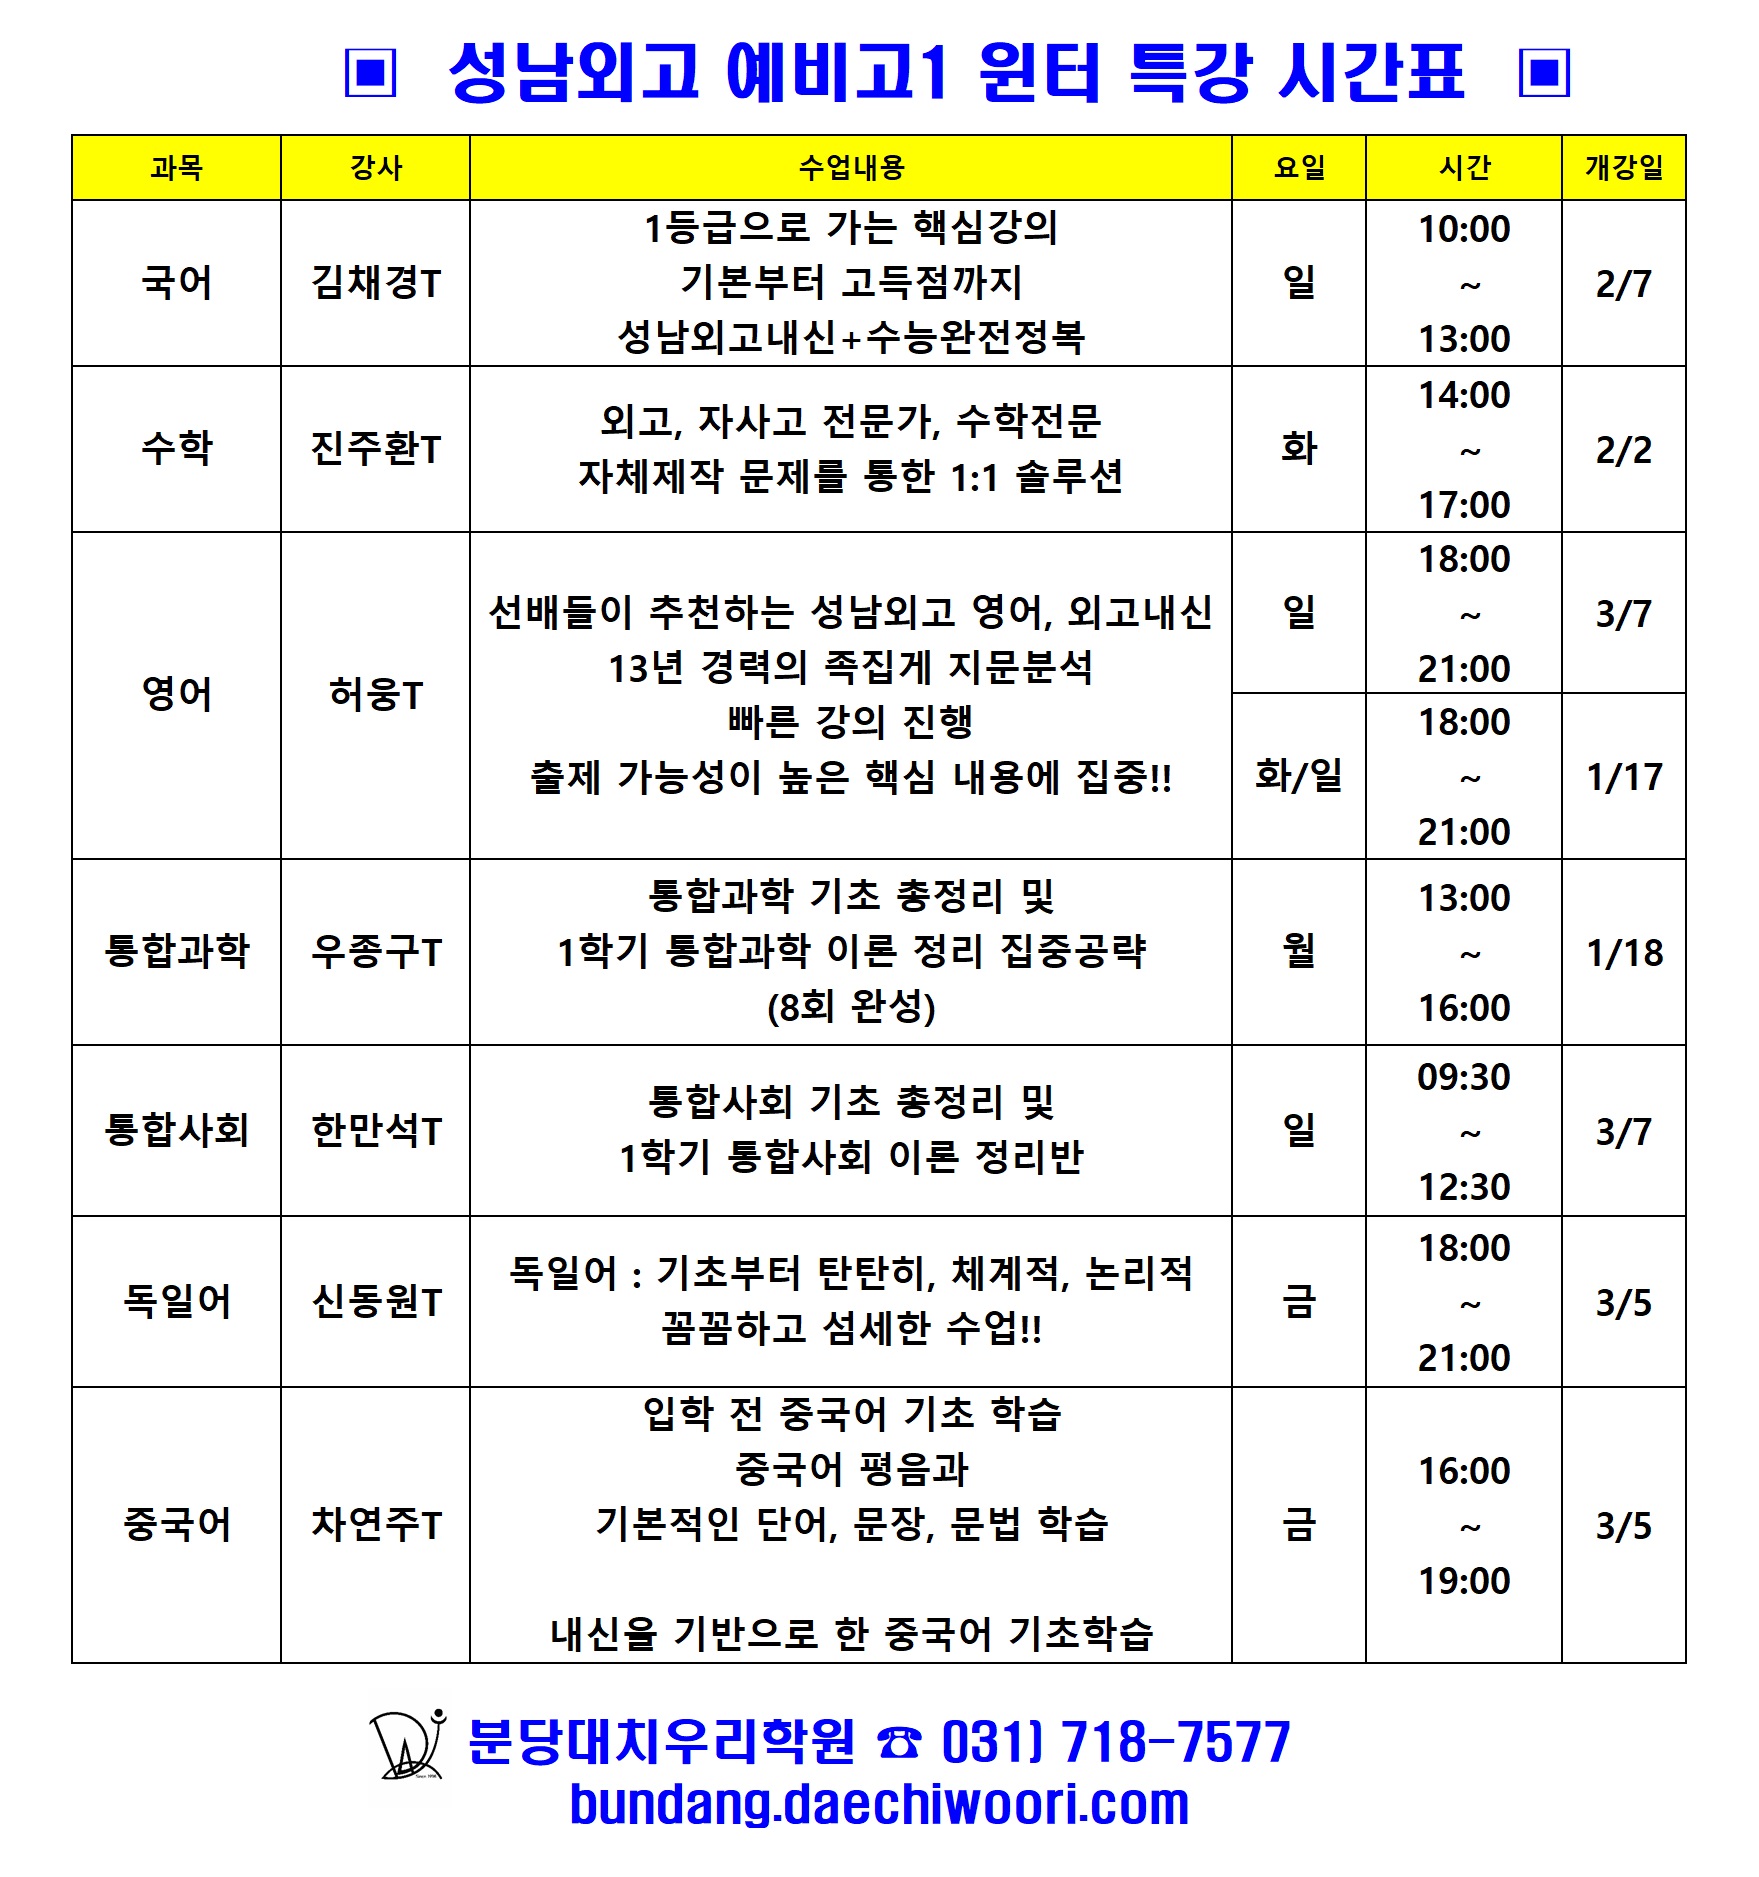 ▣ 성남외고 예비고1 윈터 특강 시간표 ▣
과목 강사 수업내용 요일 시간 개강일
국어 김채경T
1등급으로 가는 핵심강의
기본부터 고득점까지
성남외고내신+수능완전정복
일
10:00
~
13:00
2/7
수학 진주환T
외고, 자사고 전문가, 수학전문
자체제작 문제를 통한 1:1 솔루션
화
14:00
~
17:00
2/2
영어 허웅T
선배들이 추천하는 성남외고 영어, 외고내신
13년 경력의 족집게 지문분석
빠른 강의 진행
출제 가능성이 높은 핵심 내용에 집중!!
일
18:00
~
21:00
3/7
화/일
18:00
~
21:00
1/17
통합과학 우종구T
통합과학 기초 총정리 및
1학기 통합과학 이론 정리 집중공략
(8회 완성)
월
13:00
~
16:00
1/18
통합사회 한만석T
통합사회 기초 총정리 및
1학기 통합사회 이론 정리반
일
09:30
~
12:30
3/7
독일어 신동원T
독일어 : 기초부터 탄탄히, 체계적, 논리적
꼼꼼하고 섬세한 수업!!
금
18:00
~
21:00
3/5
중국어 차연주T
입학 전 중국어 기초 학습
중국어 평음과
기본적인 단어, 문장, 문법 학습
내신을 기반으로 한 중국어 기초학습
금
16:00
~
19:00
3/5
분당대치우리학원 ☎ 031) 718-7577
bundang.daechiwoori.com